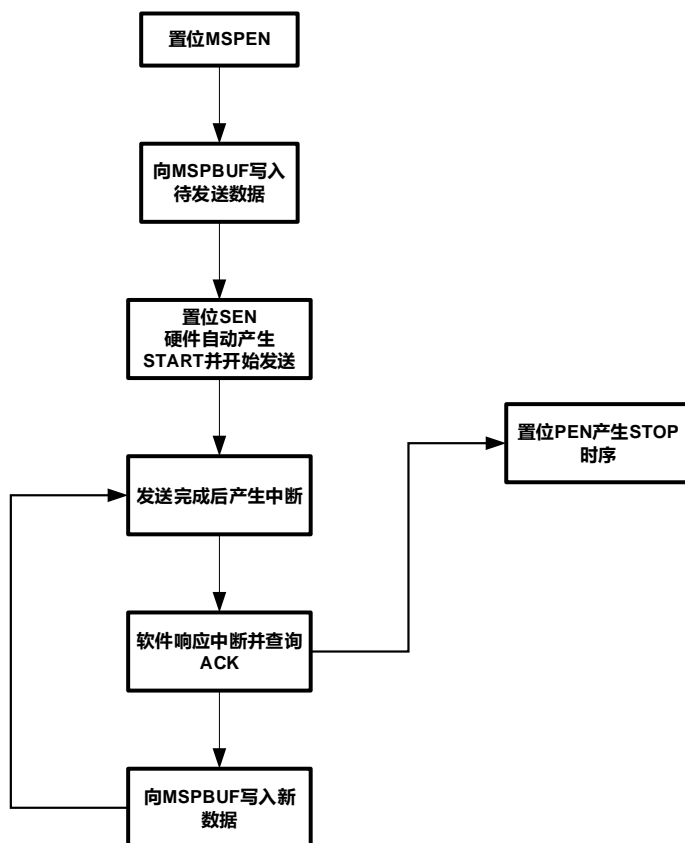 置位MSPEN
向MSPBUF写入
待发送数据
置位SEN
硬件自动产生
START并开始发送
置位PEN产生STOP
时序
发送完成后产生中断
软件响应中断并查询
ACK
向MSPBUF写入新
数据